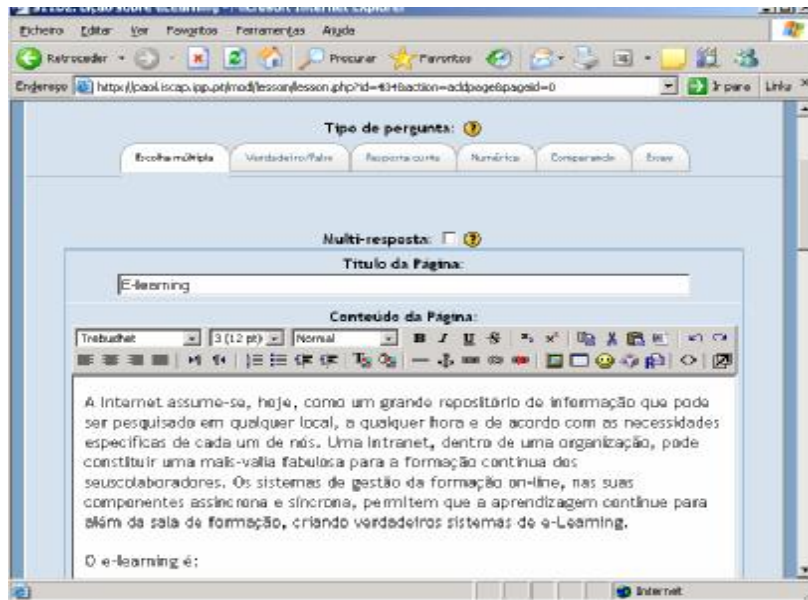 Ficheiro Editar Ver Favoritos Ferramentas Ajuda
Retroceder Procurar Favoritos
Endereço http://paol.iscap.ipp.pt/mod/lesson/lesson.php?id=434&action=addpage&pageid=0 Ir para Links
Tipo de pergunta:
Escolha múltipla Verdadeiro/Falso Resposta curta Numérica Comparando Essay
Multi-resposta:
Título da Página:
E-learning
Conteúdo da Página:
Trebuchet 3 (12 pt) Normal
A Internet assume-se, hoje, como um grande repositório de informação que pode
ser pesquisado em qualquer local, a qualquer hora e de acordo com as necessidades
especificas de cada um de nós. Uma Intranet, dentro de uma organização, pode
constituir uma mais-valia fabulosa para a formação continua dos
seuscolaboradores. Os sistemas de gestão da formação on-line, nas suas
componentes assincrona e síncrona, permitem que a aprendizagem continue para
além da sala de formação, criando verdadeiros sistemas de e-Learning.
O e-learning é:
Internet